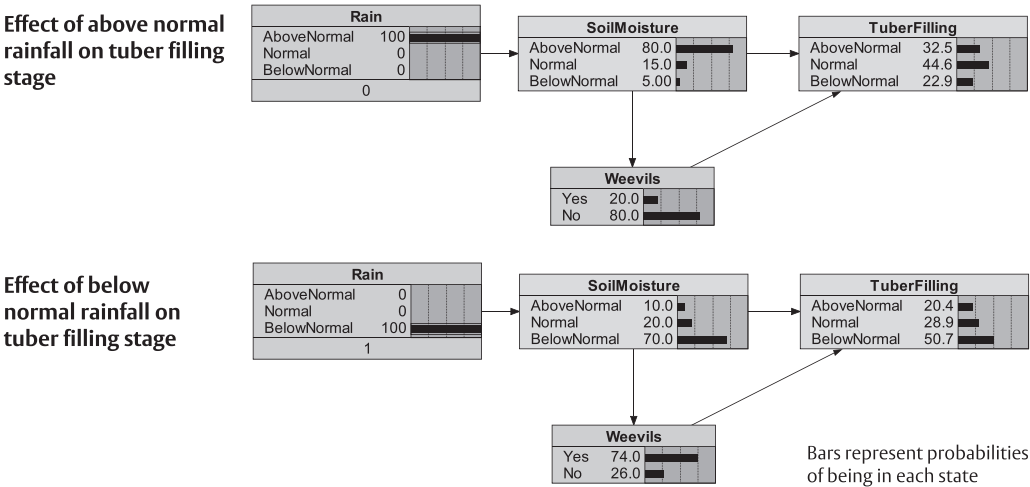 Effect of above normal
rainfall on tuber filling
stage
Rain
AboveNormal 100
Normal 0
BelowNormal 0
0
SoilMoisture
AboveNormal 80.0
Normal 15.0
BelowNormal 5.00
TuberFilling
AboveNormal 32.5
Normal 44.6
BelowNormal 22.9
Weevils
Yes 20.0
No 80.0
Effect of below
normal rainfall on
tuber filling stage
Rain
AboveNormal 0
Normal 0
BelowNormal 100
1
SoilMoisture
AboveNormal 10.0
Normal 20.0
BelowNormal 70.0
TuberFilling
AboveNormal 20.4
Normal 28.9
BelowNormal 50.7
Weevils
Yes 74.0
No 26.0
Bars represent probabilities
of being in each state